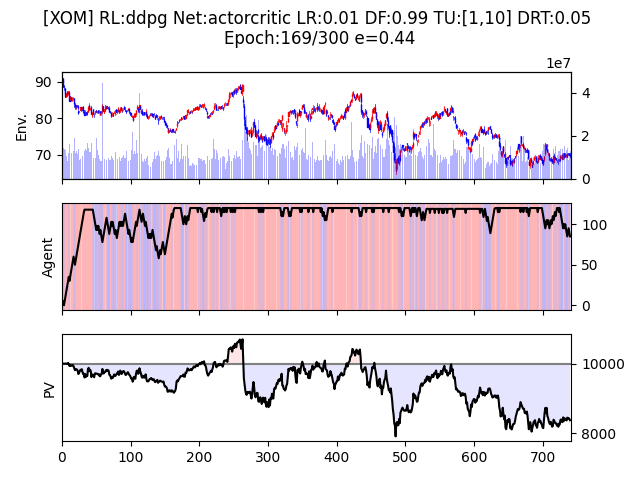 [XOM] RL:ddpg Net:actorcritic LR:0.01 DF:0.99 TU:[1,10] DRT:0.05
Epoch:169/300 e=0.44
1e7
90
80
70
Env.
4
2
0
Agent
100
50
0
PV
10000
8000
0 100 200 300 400 500 600 700